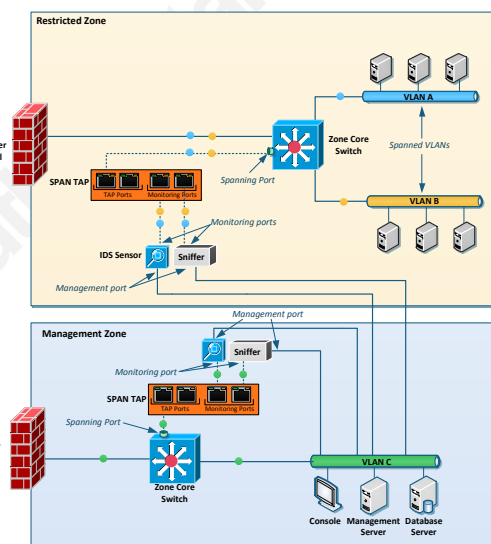 Restricted Zone
VLAN A
Zone Core
Switch
Spanned VLANs
Spanning Port
SPAN TAP
TAP Ports
Monitoring Ports
VLAN B
Monitoring ports
IDS Sensor
Sniffer
Management port
Management Zone
Management port
Sniffer
Monitoring port
SPAN TAP
TAP Ports
Monitoring Ports
Spanning Port
VLAN C
Zone Core
Switch
Console
Management
Server
Database
Server